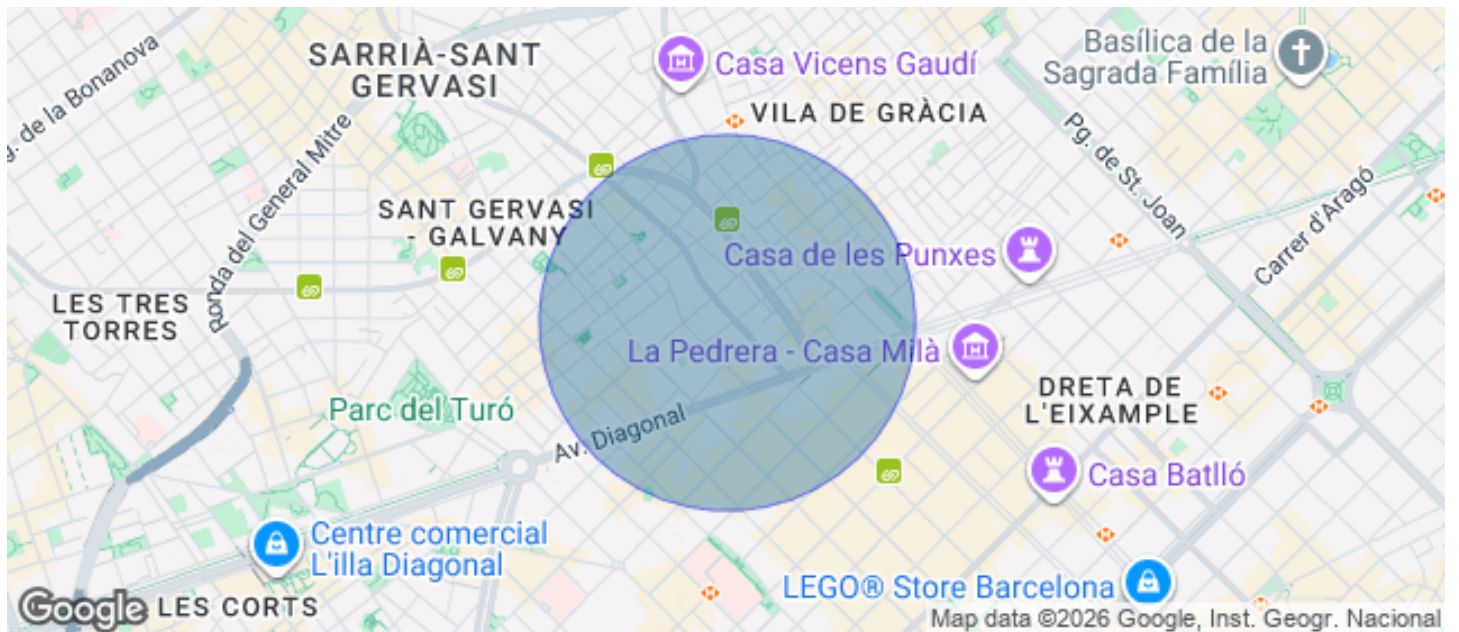 SARRIÀ-SANT
GERVASI
Casa Vicens Gaudí
Basílica de la
Sagrada Família
g. de la Bonanova
VILA DE GRÀCIA
Ronda del General Mitre
Pg. de St. Joan
Carrer d'Aragó
SANT GERVASI
- GALVANY
Casa de les Punxes
LES TRES
TORRES
La Pedrera - Casa Milà
Parc del Turó
Av. Diagonal
DRETA DE
L'EIXAMPLE
Casa Batlló
Centre comercial
L'illa Diagonal
LEGO® Store Barcelona
Google
LES CORTS
Map data ©2026 Google, Inst. Geogr. Nacional